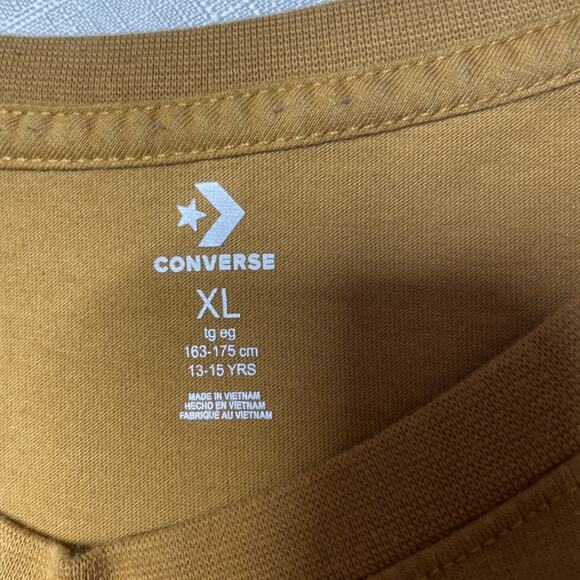 CONVERSE
XL
tg eg
163-175 cm
13-15 YRS
MADE IN VIETNAM
HECHO EN VIETNAM
FABRIQUÉ AU VIETNAM